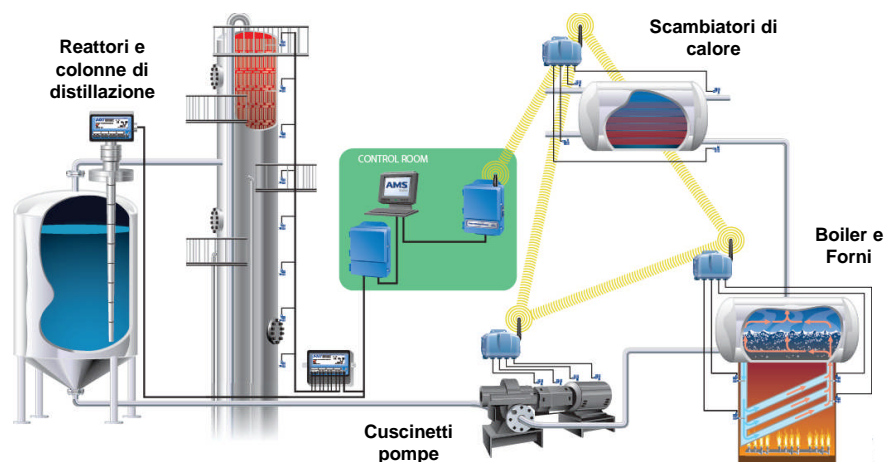 Reattori e
colonne di
distillazione
Scambiatori di
calore
CONTROL ROOM
AMS
Boiler e
Forni
Cuscinetti
pompe